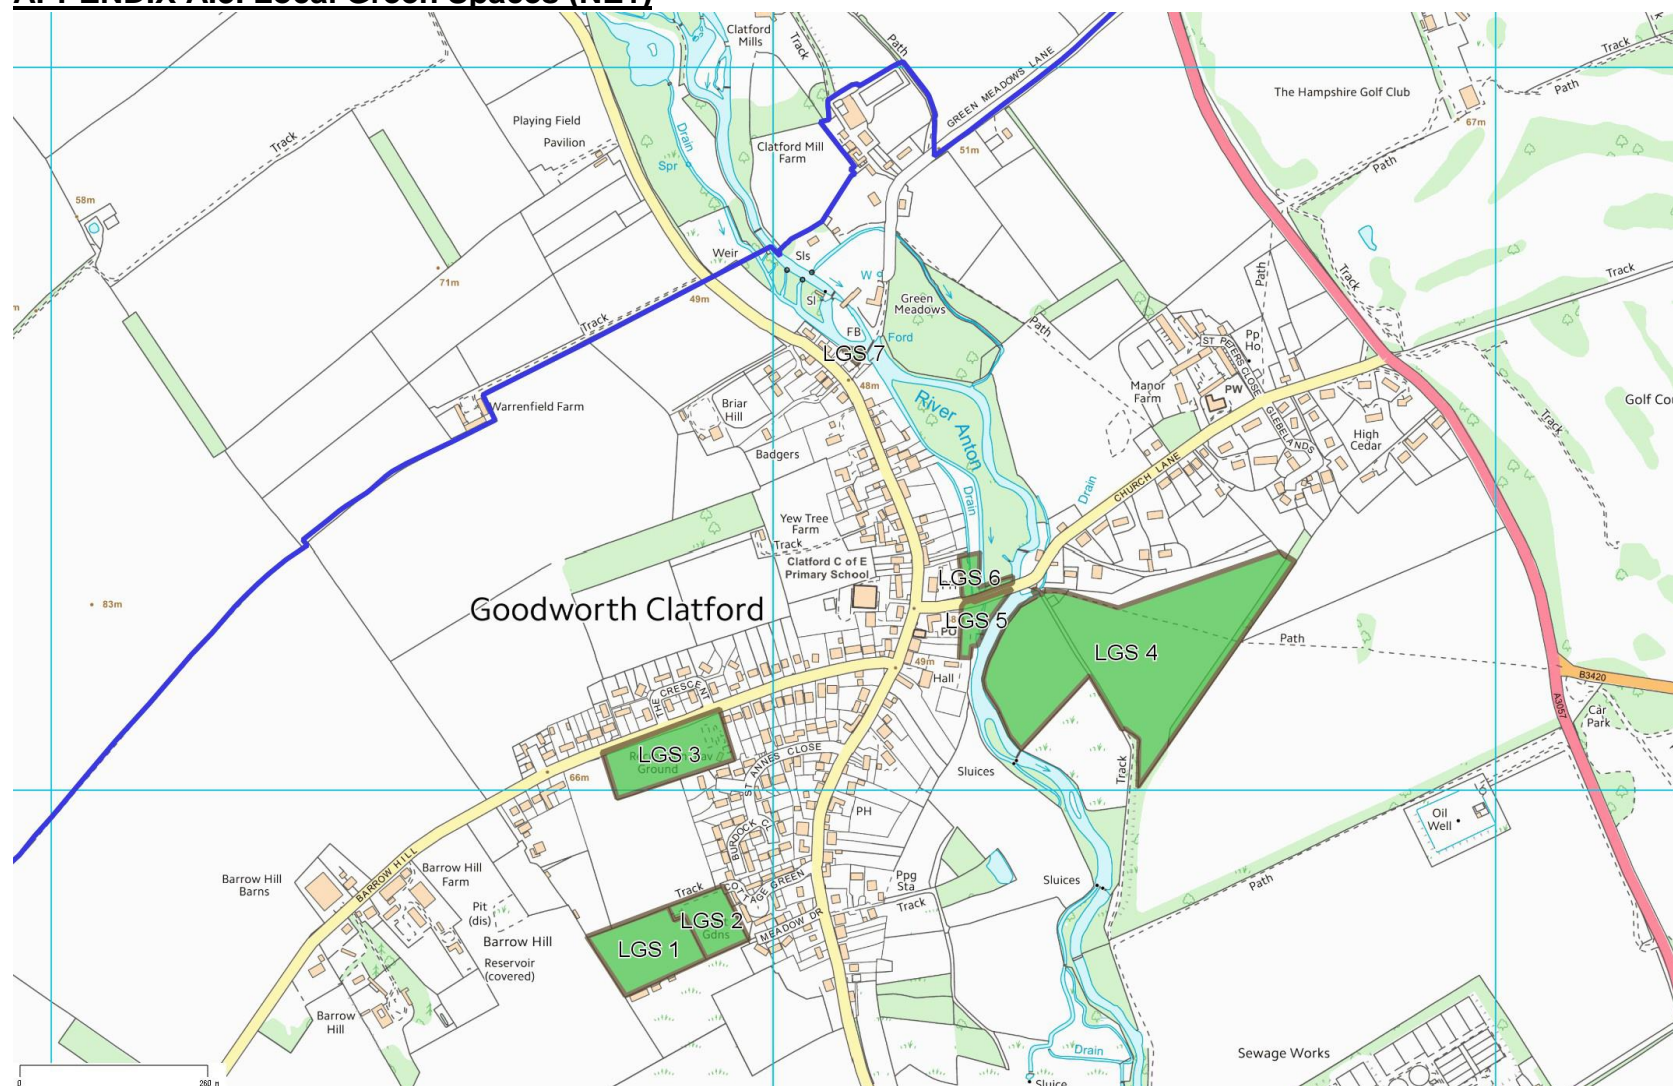 APPENDIX A.3: Local Green Spaces (NE1)
Clatford
Mills
Track
Path
GREEN MEADOWS LANE
The Hampshire Golf Club
Track
Path
67m
Playing Field
Pavilion
Drain
Spr
Clatford Mill
Farm
51m
Path
Track
58m
Weir
Sls
W
Sl
Green
Meadows
Path
Path
Track
Track
71m
49m
Track
FB
Ford
LGS 7
48m
ST PETERS CLOSE
Pp
Ho
Manor
Farm
PW
GLEBELANDS
High
Cedar
Golf Co
Track
Warrenfield Farm
Briar
Hill
Badgers
River Anton
Drain
Drain
CHURCH LANE
Yew Tree
Farm
Track
Clatford C of E
Primary School
83m
Goodworth Clatford
LGS 6
LGS 5
PO
LGS 4
Path
49m
Hall
B3420
A3057
Car
Park
THE CRESCENT
LGS 3
Ground
66m
ST ANNES CLOSE
Sluices
Track
PH
BURDOCK CL
Oil
Well
Barrow Hill
Barns
BARROW HILL
Barrow Hill
Farm
Pit
(dis)
Barrow Hill
Reservoir
(covered)
Track
COTTAGE GREEN
MEADOW DR
LGS 2
Gdns
LGS 1
Ppg
Sta
Track
Sluices
Path
Barrow
Hill
Drain
Sluice
Sewage Works
0
260 m